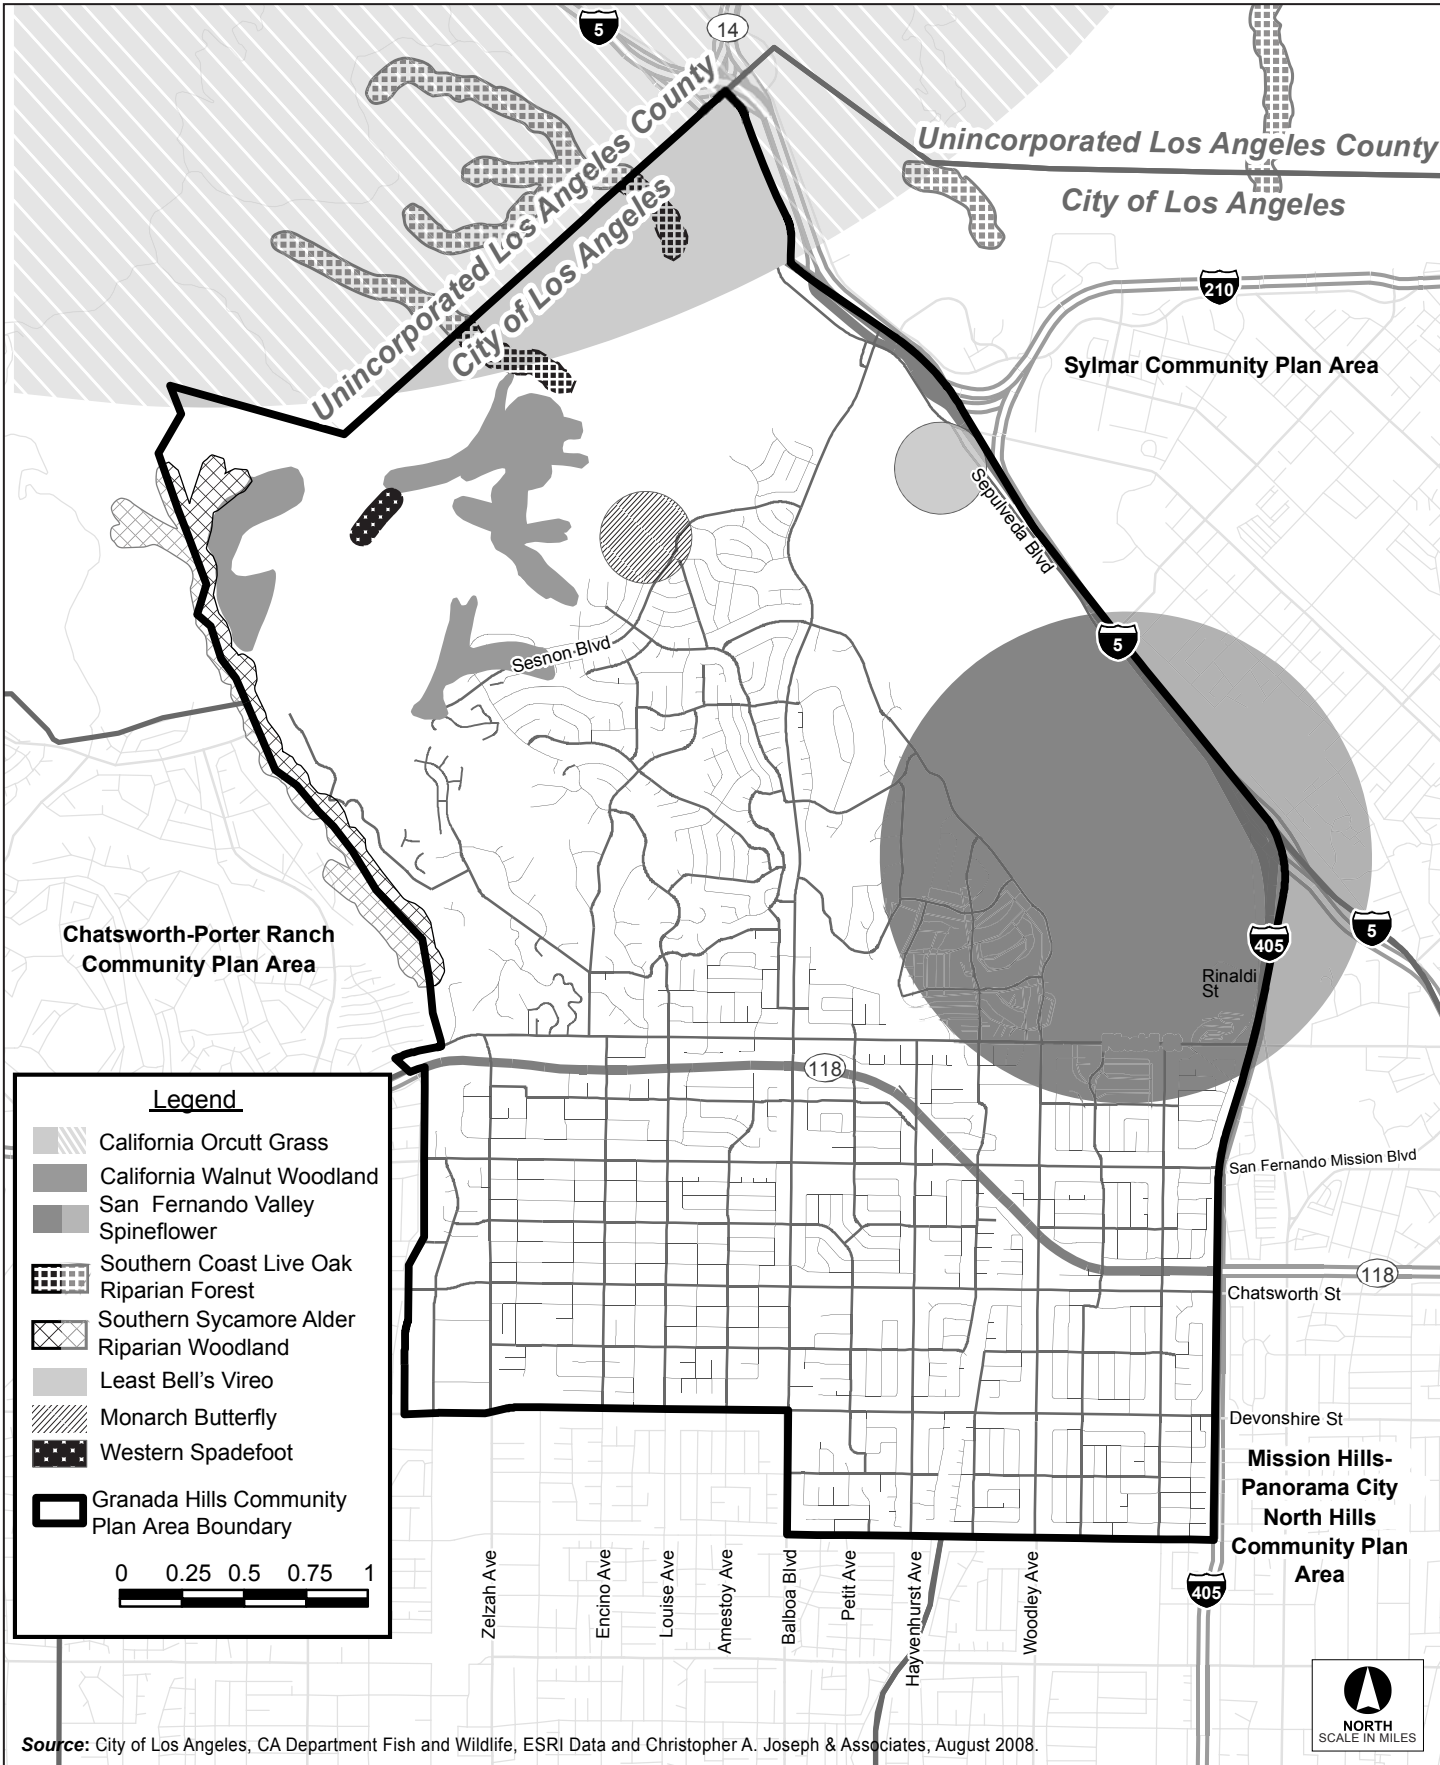 5
14
Unincorporated Los Angeles County
City of Los Angeles
Unincorporated Los Angeles County
City of Los Angeles
210
Sylmar Community Plan Area
Sepulveda Blvd
5
Sesnon Blvd
Chatsworth-Porter Ranch
Community Plan Area
405
5
Rinaldi
St
118
San Fernando Mission Blvd
118
Chatsworth St
Devonshire St
Mission Hills-
Panorama City
North Hills
Community Plan
Area
405
Legend
California Orcutt Grass
California Walnut Woodland
San Fernando Valley
Spineflower
Southern Coast Live Oak
Riparian Forest
Southern Sycamore Alder
Riparian Woodland
Least Bell's Vireo
Monarch Butterfly
Western Spadefoot
Granada Hills Community
Plan Area Boundary
0 0.25 0.5 0.75 1
Zelzah Ave
Encino Ave
Louise Ave
Amestoy Ave
Balboa Blvd
Petit Ave
Hayvenhurst Ave
Woodley Ave
NORTH
SCALE IN MILES
Source: City of Los Angeles, CA Department Fish and Wildlife, ESRI Data and Christopher A. Joseph & Associates, August 2008.